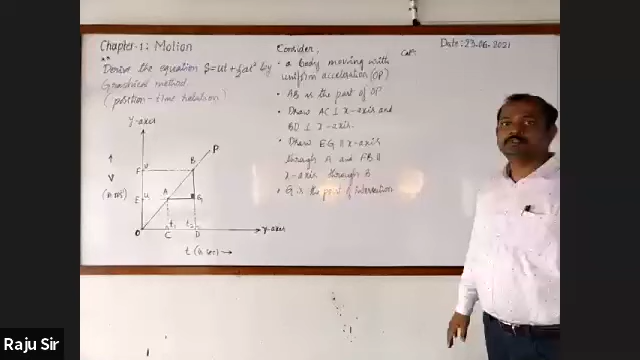 Chapter-1: Motion
Date: 23-06-2021
Derive the equation S = ut + ½at² by
Graphical method
(position-time relation)
y-axis
P
F
v
B
v
(in
E
u
A
G
O
t₁
t₂
x-axis
C
D
t (in sec) →
Consider,
• a body moving with
uniform acceleration (OP)
• AB is the part of OP
• Draw AC ⊥ x-axis and
BD ⊥ x-axis.
• Draw EG || x-axis
through A and FB ||
x-axis through B
• G is the point of intersection
Raju Sir